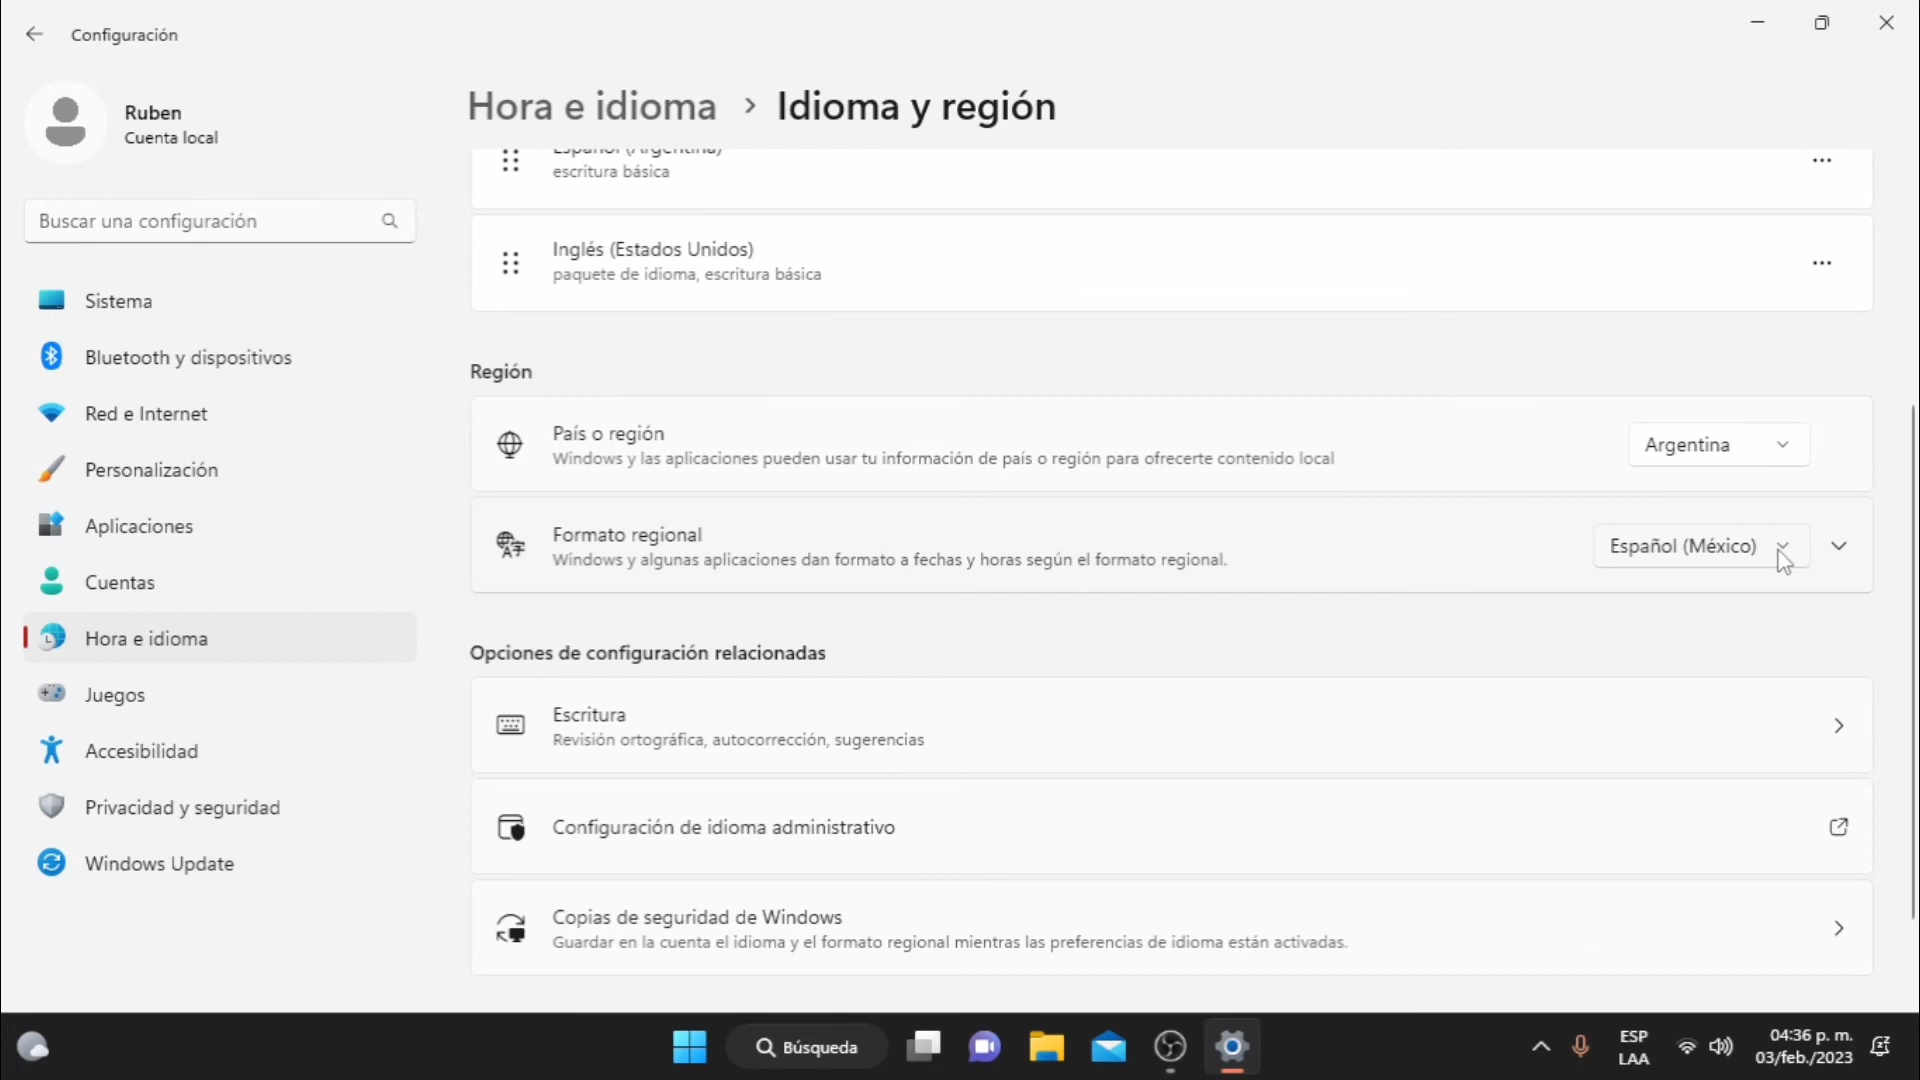 Configuración
Ruben
Cuenta local
Buscar una configuración
Sistema
Bluetooth y dispositivos
Red e Internet
Personalización
Aplicaciones
Cuentas
Hora e idioma
Juegos
Accesibilidad
Privacidad y seguridad
Windows Update
Hora e idioma > Idioma y región
Español (Argentina)
escritura básica
Inglés (Estados Unidos)
paquete de idioma, escritura básica
Región
País o región
Windows y las aplicaciones pueden usar tu información de país o región para ofrecerte contenido local
Argentina
Formato regional
Windows y algunas aplicaciones dan formato a fechas y horas según el formato regional.
Español (México)
Opciones de configuración relacionadas
Escritura
Revisión ortográfica, autocorrección, sugerencias
Configuración de idioma administrativo
Copias de seguridad de Windows
Guardar en la cuenta el idioma y el formato regional mientras las preferencias de idioma están activadas.
Búsqueda
ESP
LAA
04:36 p. m.
03/feb./2023